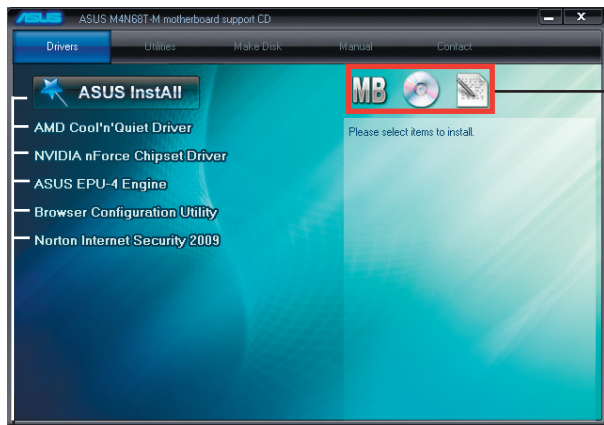 ASUS ASUS M4N68T-M motherboard support CD
Drivers Utilities Make Disk Manual Contact
ASUS InstAll
MB
AMD Cool'n'Quiet Driver
Please select items to install.
NVIDIA nForce Chipset Driver
ASUS EPU-4 Engine
Browser Configuration Utility
Norton Internet Security 2009